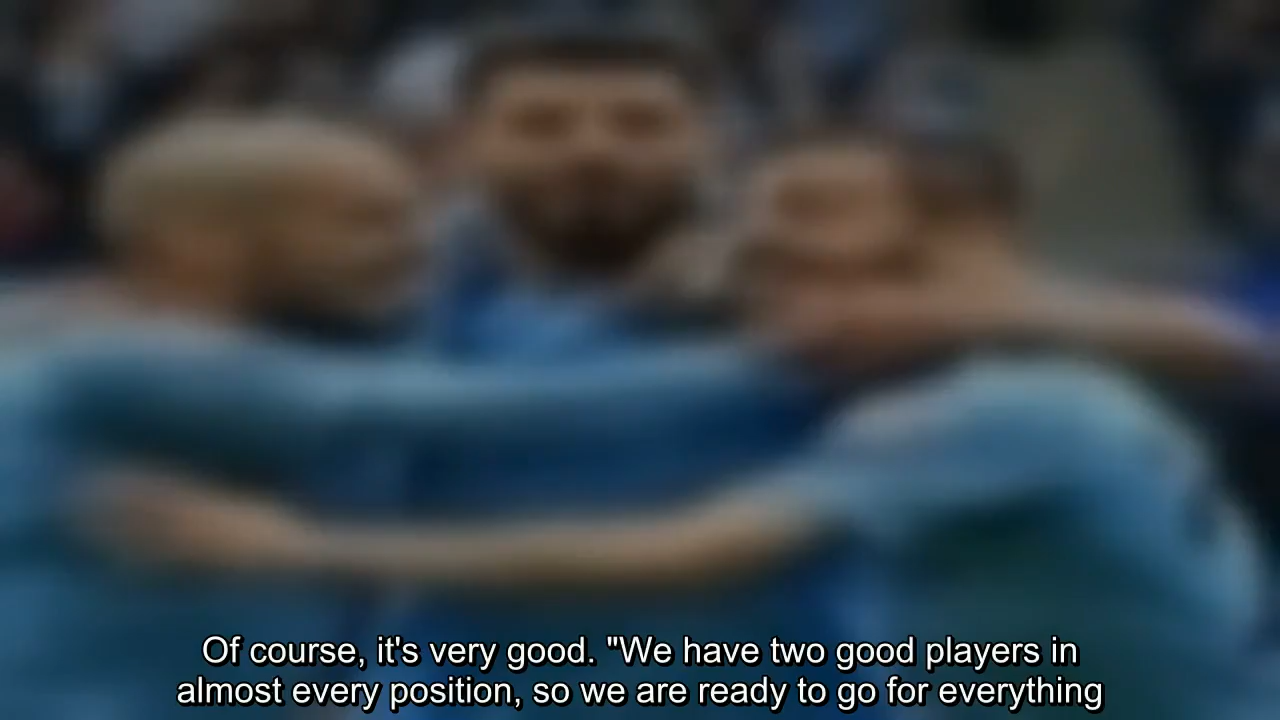 Of course, it's very good. "We have two good players in
almost every position, so we are ready to go for everything